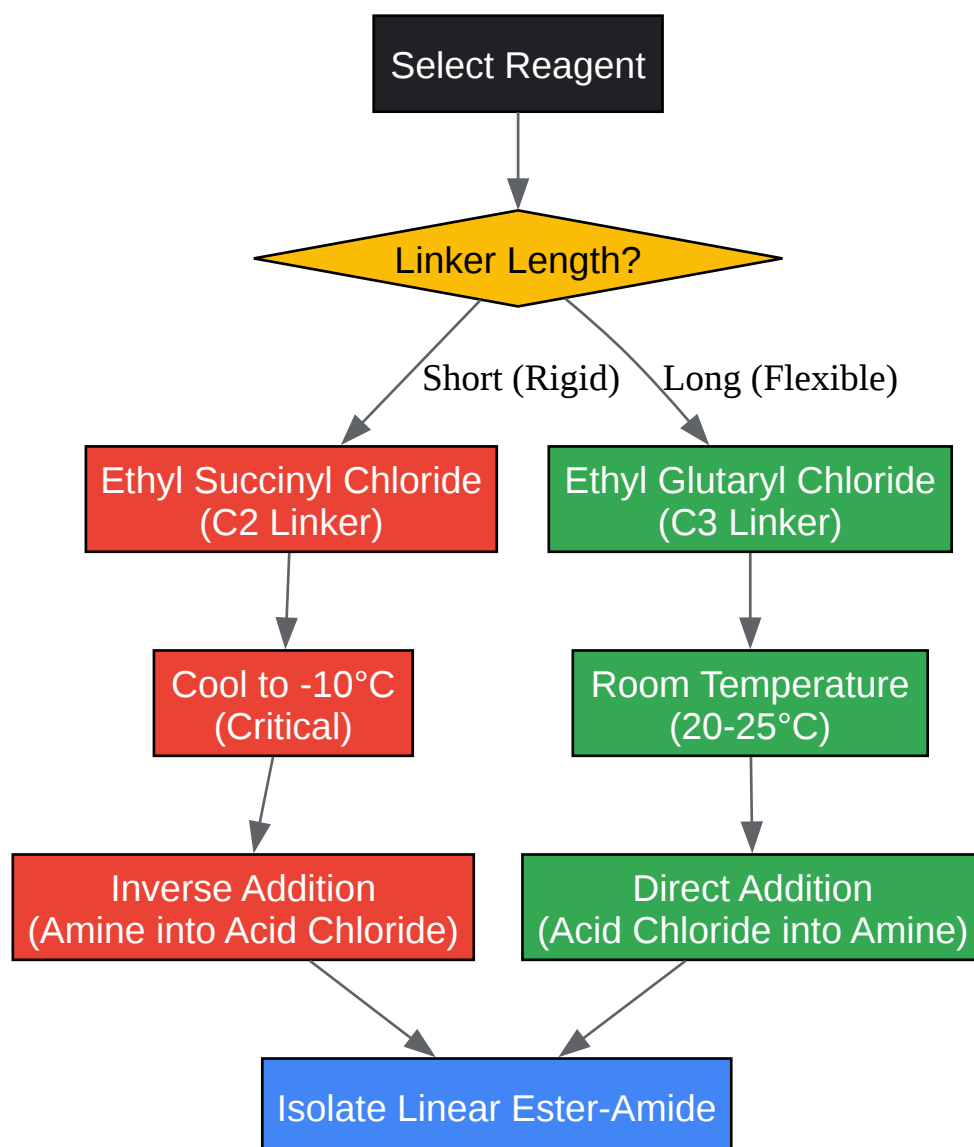 Select Reagent
Linker Length?
Short (Rigid)
Long (Flexible)
Ethyl Succinyl Chloride
(C2 Linker)
Ethyl Glutaryl Chloride
(C3 Linker)
Cool to -10°C
(Critical)
Room Temperature
(20-25°C)
Inverse Addition
(Amine into Acid Chloride)
Direct Addition
(Acid Chloride into Amine)
Isolate Linear Ester-Amide